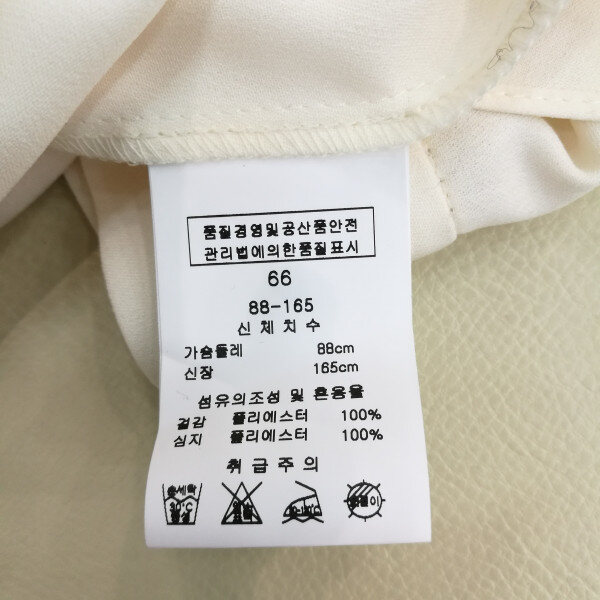 품질경영및공산품안전
관리법에의한품질표시
66
88-165
신체치수
가슴둘레 88cm
신장 165cm
섬유의조성 및 혼용율
겉감 폴리에스터 100%
심지 폴리에스터 100%
취급주의